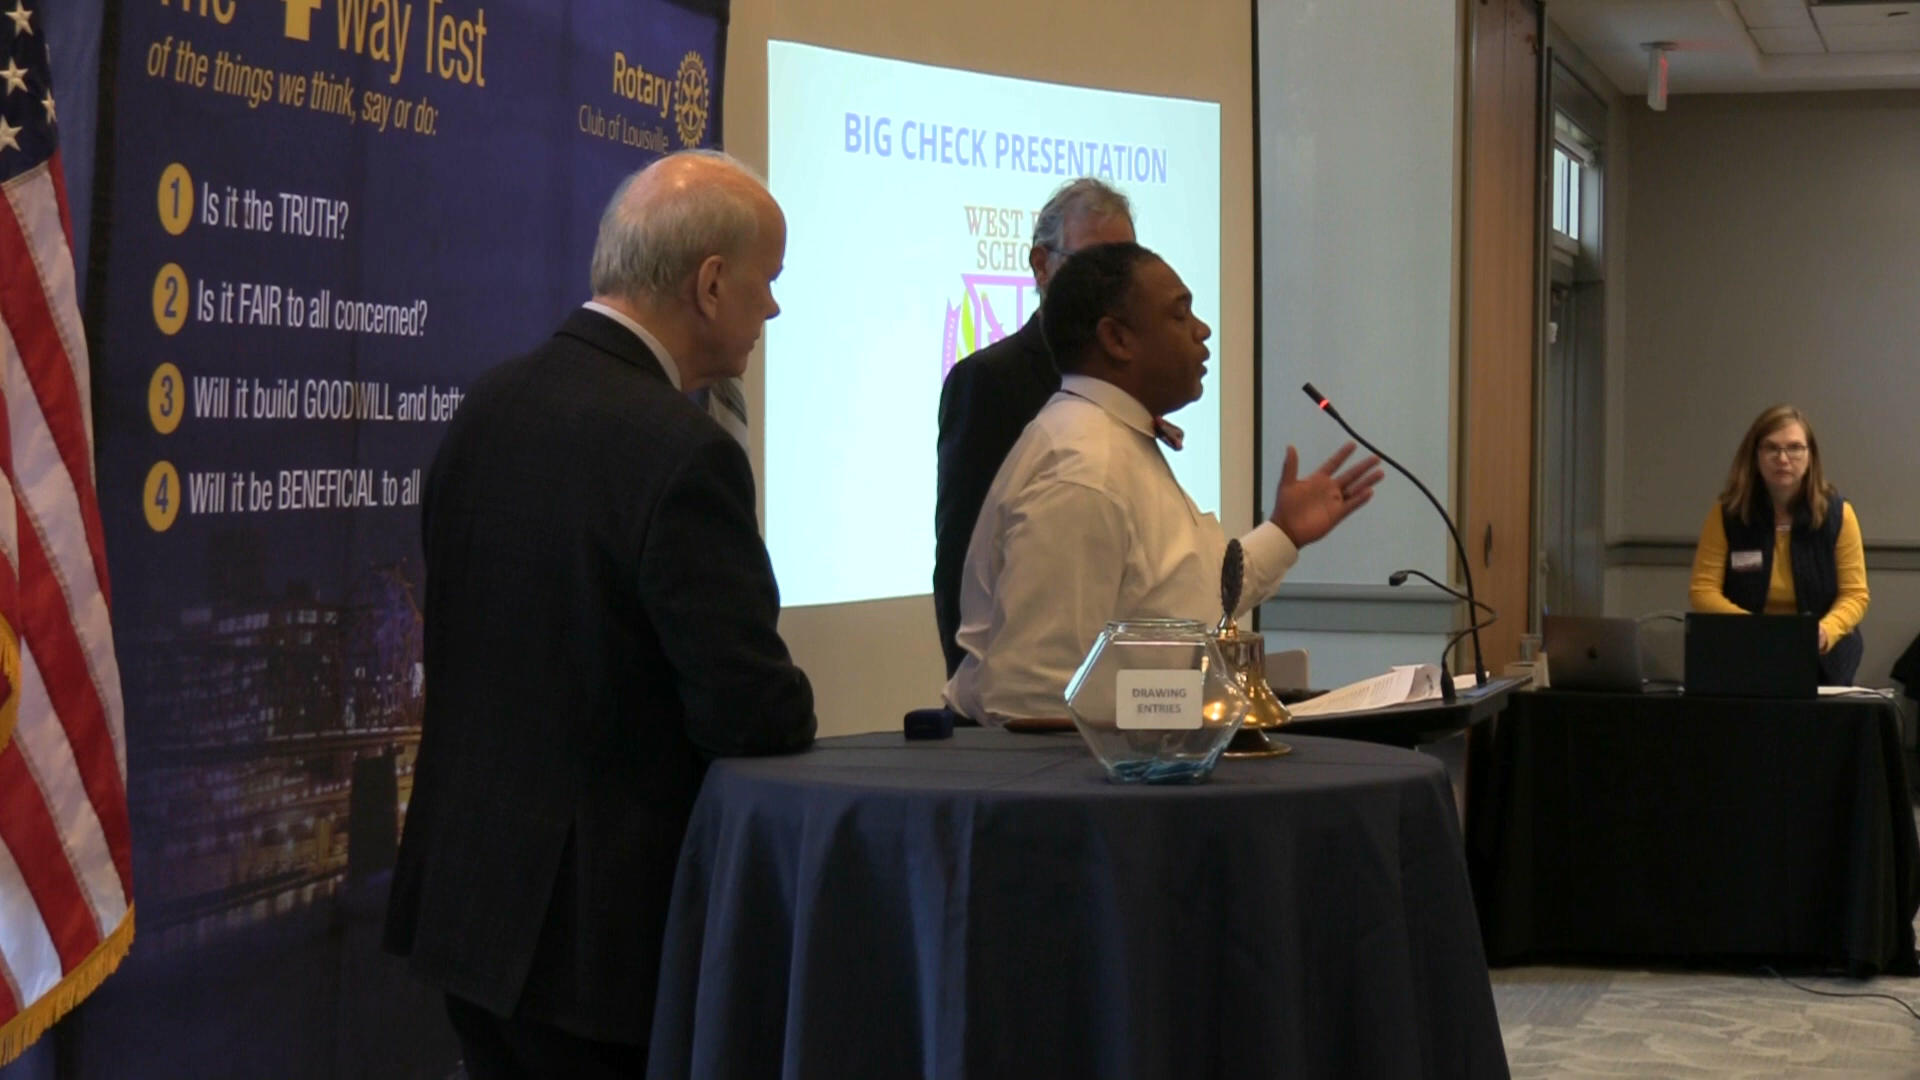 The 4 Way Test
of the things we think, say or do:
Rotary
Club of Louisville
1 Is it the TRUTH?
2 Is it FAIR to all concerned?
3 Will it build GOODWILL and
4 Will it be BENEFICIAL to all
BIG CHECK PRESENTATION
WEST
DRAWING
ENTRIES